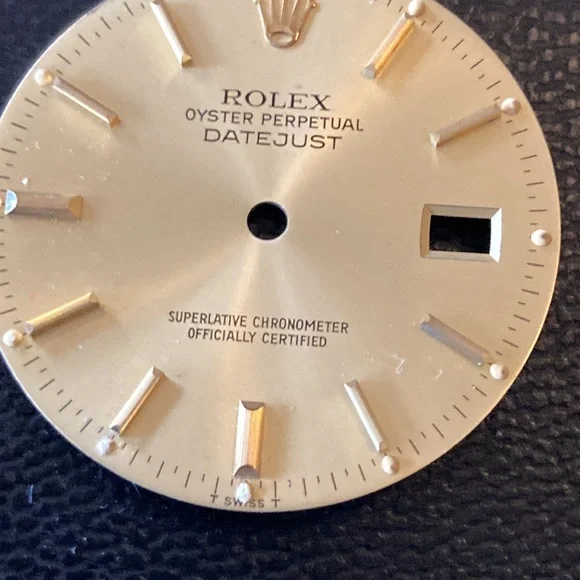 ROLEX
OYSTER PERPETUAL
DATEJUST
SUPERLATIVE CHRONOMETER
OFFICIALLY CERTIFIED
T SWISS T